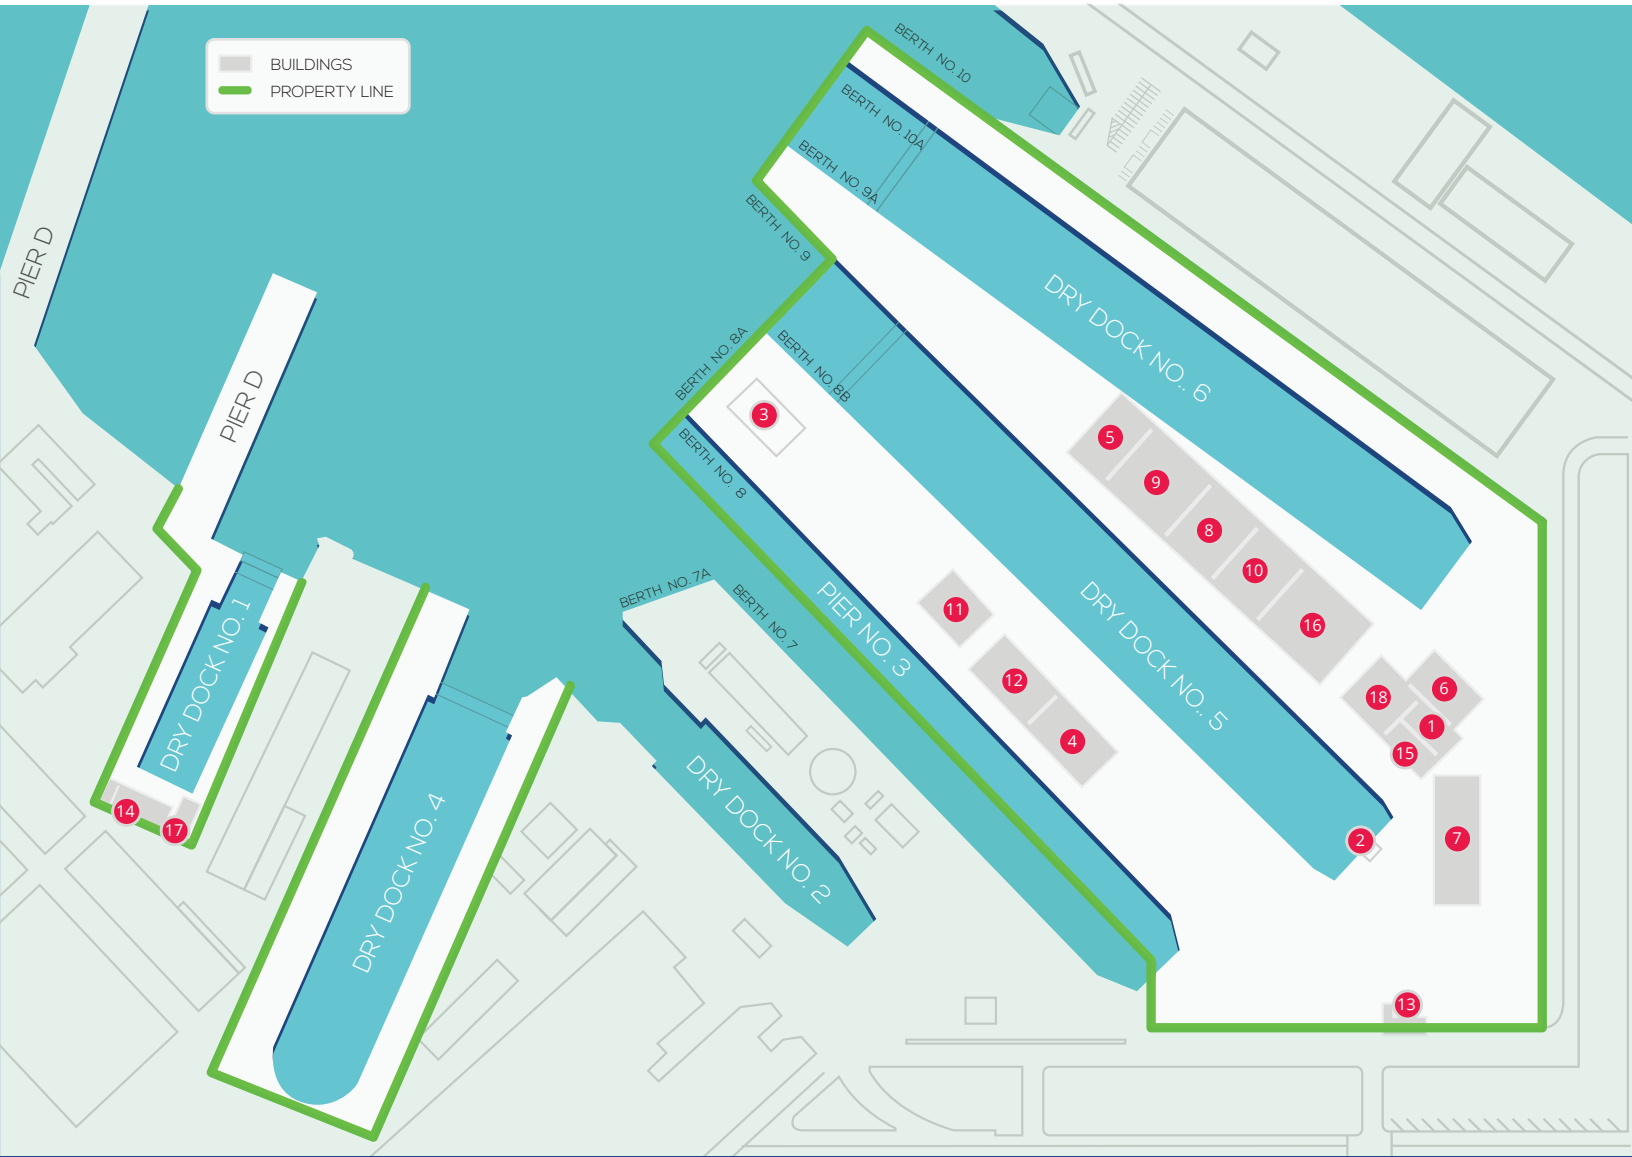 BUILDINGS
PROPERTY LINE
BERTH NO. 10
BERTH NO. 10A
BERTH NO. 9A
BERTH NO. 9
PIER D
DRY DOCK NO.. 6
BERTH NO. 8A
BERTH NO. 8B
PIER D
3
BERTH NO. 8
5
9
8
10
16
BERTH NO. 7A
BERTH NO. 7
PIER NO. 3
11
DRY DOCK NO.. 5
12
4
6
18
1
15
DRY DOCK NO. 1
14
17
DRY DOCK NO. 4
DRY DOCK NO. 2
2
7
13